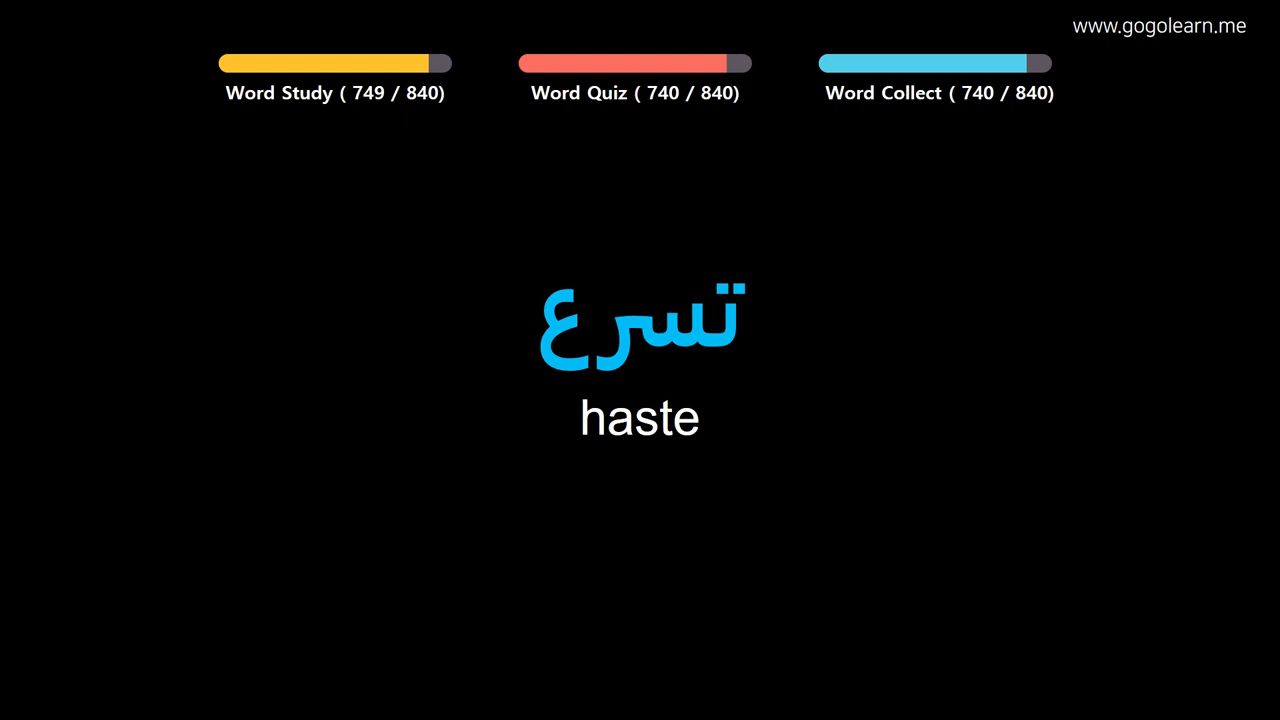 www.gogolearn.me
Word Study ( 749 / 840)
Word Quiz ( 740 / 840)
Word Collect ( 740 / 840)
تسرع
haste